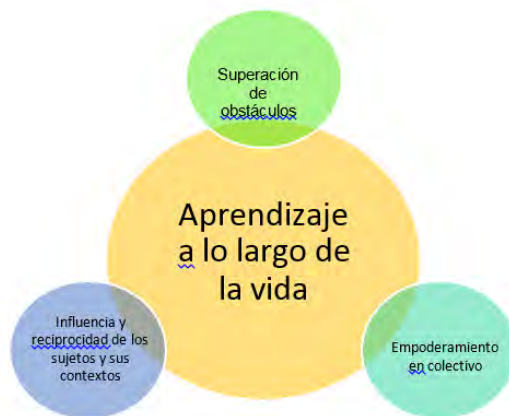 Superación
de
obstáculos
Aprendizaje
a lo largo de
la vida
Influencia y
reciprocidad de los
sujetos y sus
contextos
Empoderamiento
en colectivo